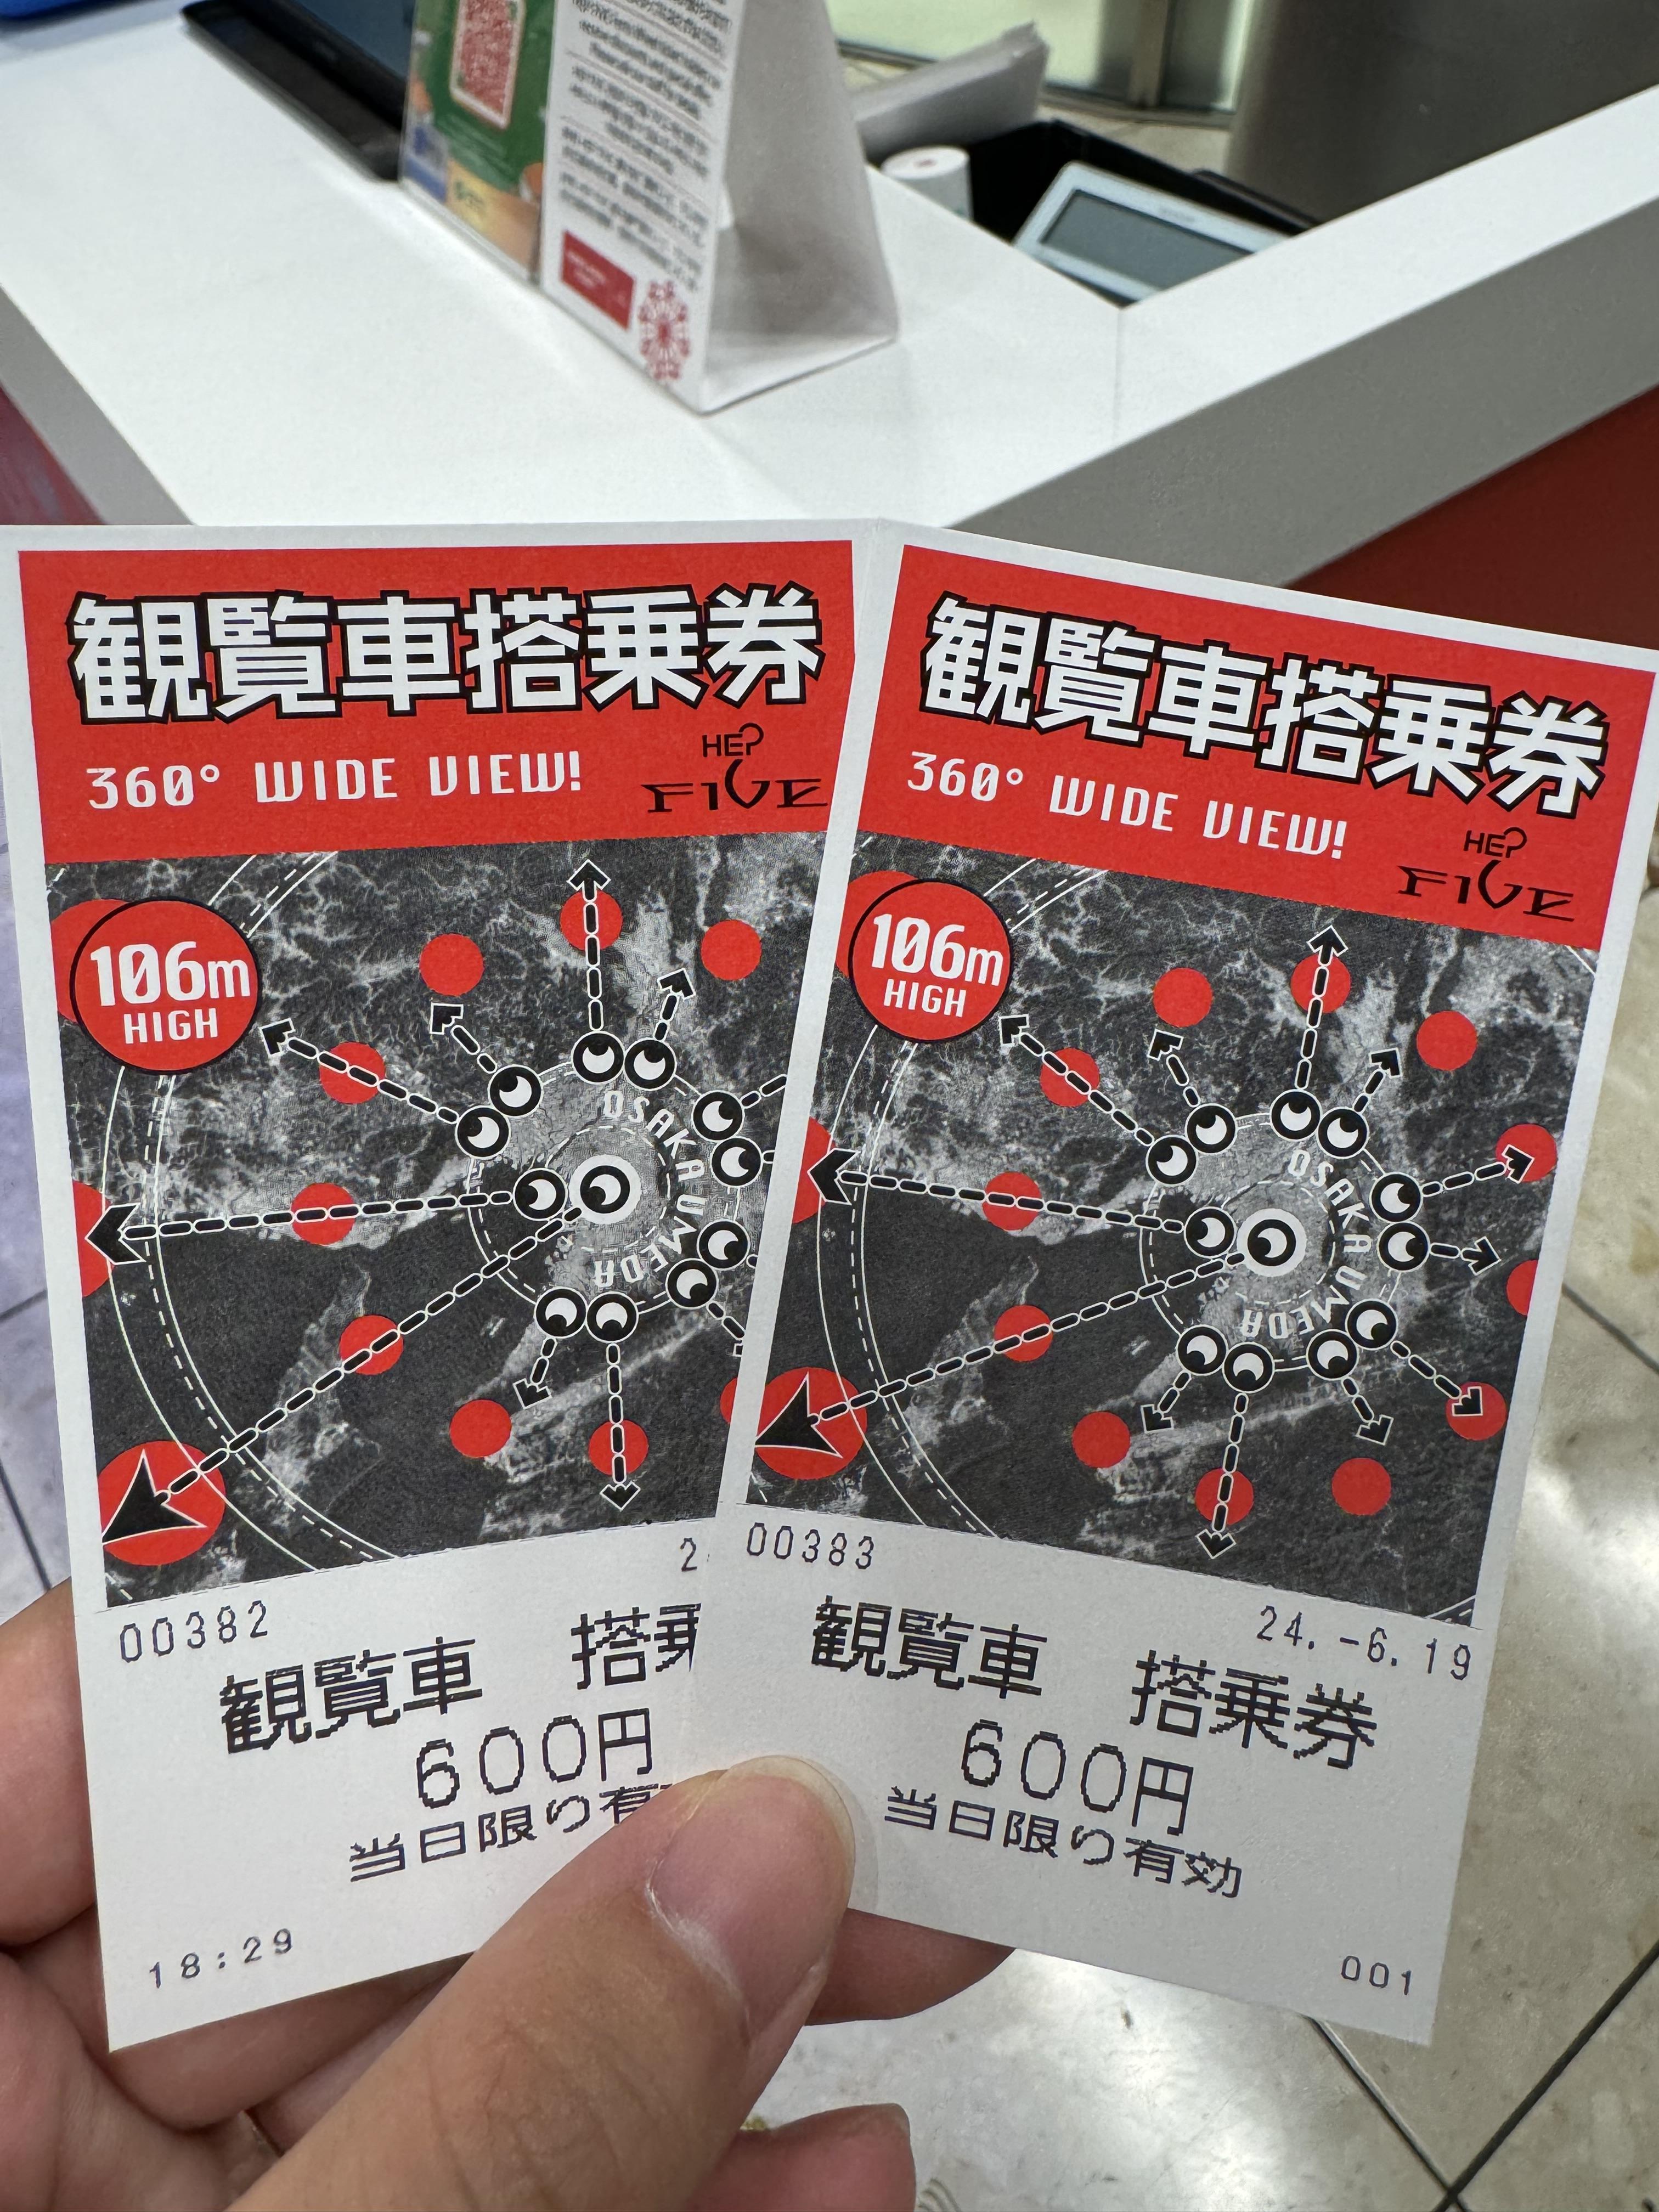 観覧車搭乗券
360° WIDE VIEW!
HEP
FIVE
106m
HIGH
OSAKA UMEDA
00382
2
観覧車 搭乗
600円
当日限り有
18:29
観覧車搭乗券
360° WIDE VIEW!
HEP
FIVE
106m
HIGH
OSAKA UMEDA
00383
24.-6.19
観覧車 搭乗券
600円
当日限り有効
001